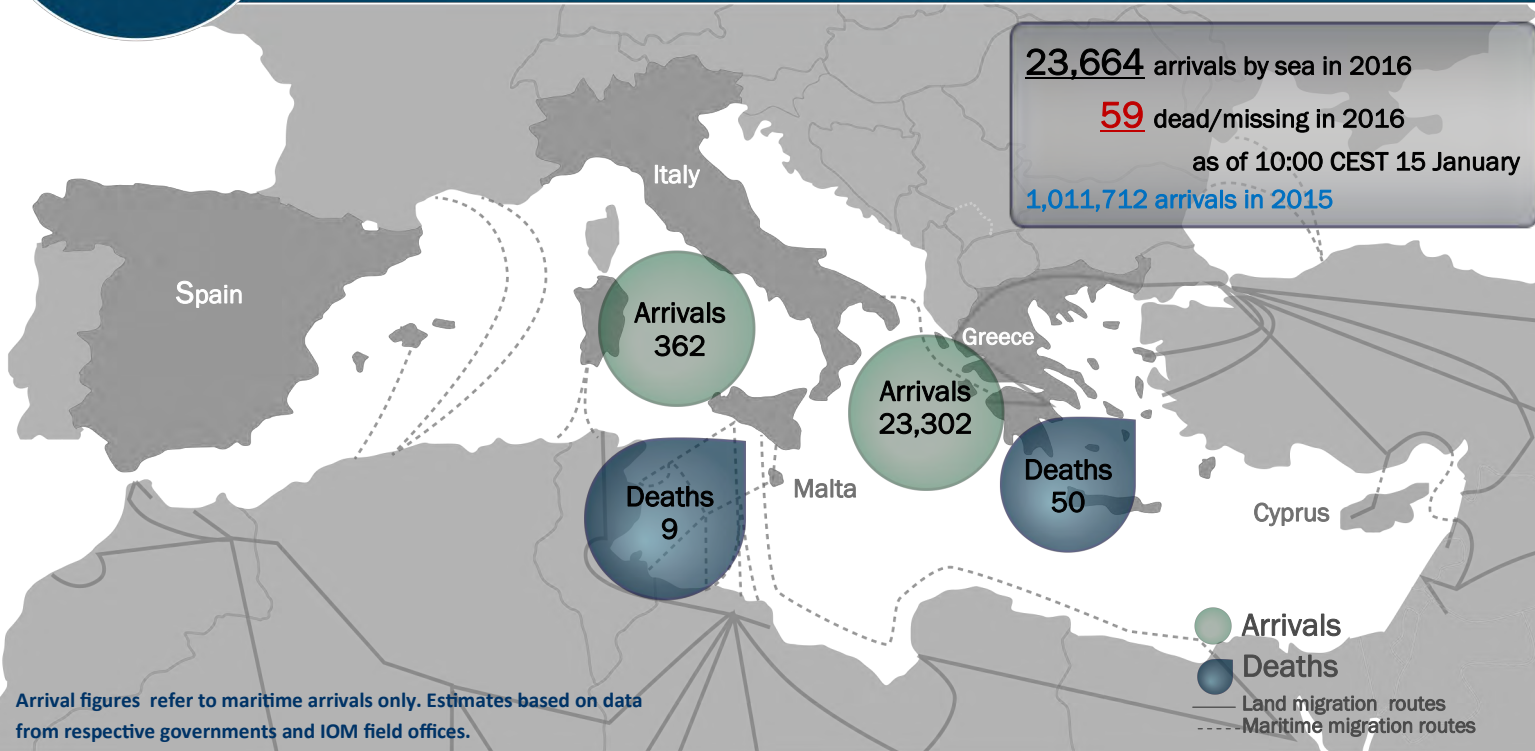 23,664 arrivals by sea in 2016
59 dead/missing in 2016
as of 10:00 CEST 15 January
1,011,712 arrivals in 2015
Italy
Spain
Arrivals
362
Greece
Arrivals
23,302
Deaths
50
Deaths
9
Malta
Cyprus
Arrivals
Deaths
Land migration routes
Maritime migration routes
Arrival figures refer to maritime arrivals only. Estimates based on data
from respective governments and IOM field offices.